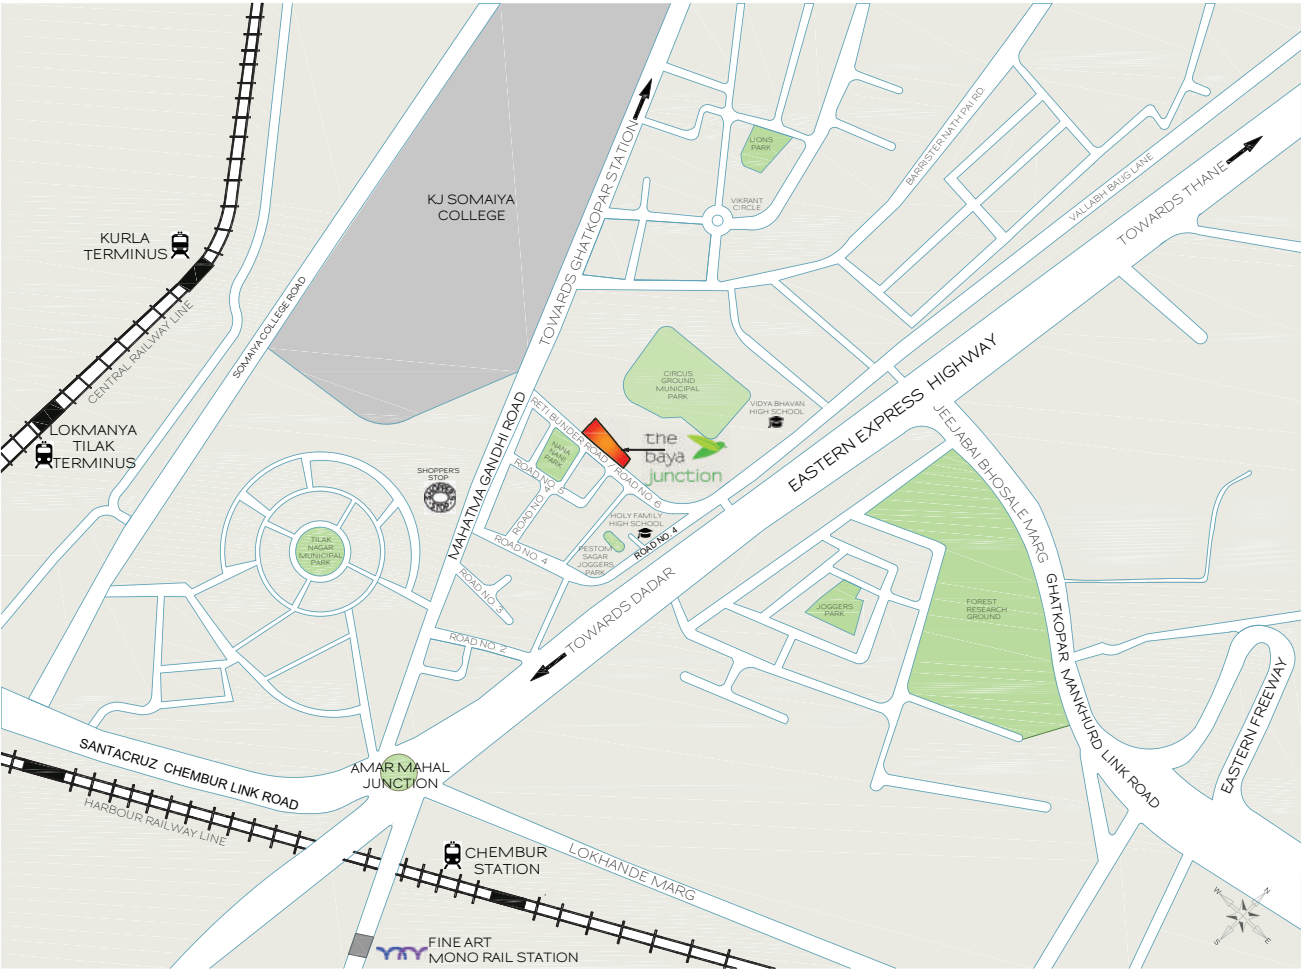 LIONS
PARK
BARRISTER NATH PAI RD.
VIKRANT
CIRCLE
VALLABH BAUG LANE
TOWARDS THANE
KJ SOMAIYA
COLLEGE
TOWARDS GHATKOPAR STATION
KURLA
TERMINUS
CENTRAL RAILWAY LINE
SOMAIYA COLLEGE ROAD
LOKMANYA
TILAK
TERMINUS
CIRCUS
GROUND
MUNICIPAL
PARK
VIDYA BHAVAN
HIGH SCHOOL
EASTERN EXPRESS HIGHWAY
JEEJABAI BHOSALE MARG
RETI BUNDER ROAD / ROAD NO. 6
the
baya
junction
NANA
NANI
PARK
SHOPPER'S
STOP
MAHATMA GANDHI ROAD
ROAD NO. 5
ROAD NO. 4
HOLY FAMILY
HIGH SCHOOL
ROAD NO. 4
ROAD NO. 4
PESTOM
SAGAR
JOGGERS
PARK
TILAK
NAGAR
MUNICIPAL
PARK
ROAD NO. 3
ROAD NO. 2
TOWARDS DADAR
JOGGERS
PARK
FOREST
RESEARCH
GROUND
GHATKOPAR MANKHURD LINK ROAD
EASTERN FREEWAY
SANTACRUZ CHEMBUR LINK ROAD
AMAR MAHAL
JUNCTION
HARBOUR RAILWAY LINE
CHEMBUR
STATION
LOKHANDE MARG
FINE ART
MONO RAIL STATION
W
N
S
E